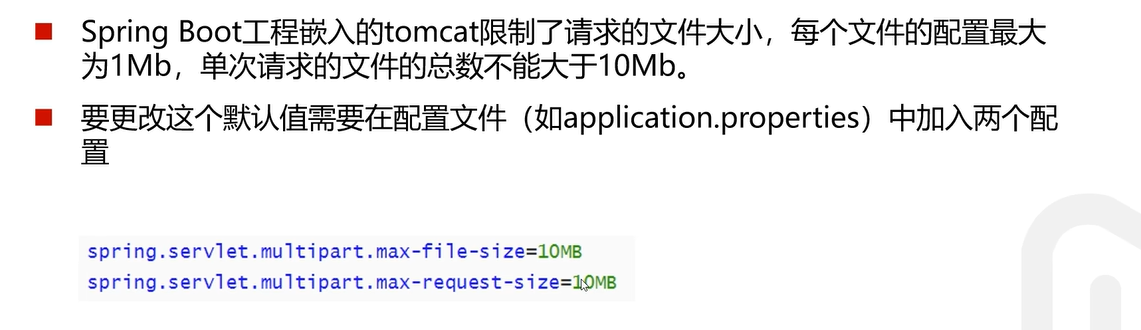 Spring Boot工程嵌入的tomcat限制了请求的文件大小，每个文件的配置最大
为1Mb，单次请求的文件的总数不能大于10Mb。
要更改这个默认值需要在配置文件（如application.properties）中加入两个配
置
spring.servlet.multipart.max-file-size=10MB
spring.servlet.multipart.max-request-size=10MB